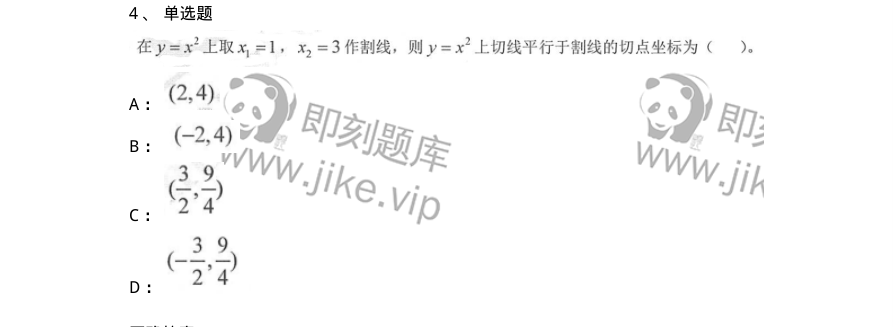 4、 单选题
在 y = x² 上取 x₁ = 1， x₂ = 3 作割线，则 y = x² 上切线平行于割线的切点坐标为（ ）。
A： (2,4)
B： (−2,4)
C： (3/2, 9/4)
D： (−3/2, 9/4)
即刻题库
www.jike.vip
即刻
www.jik